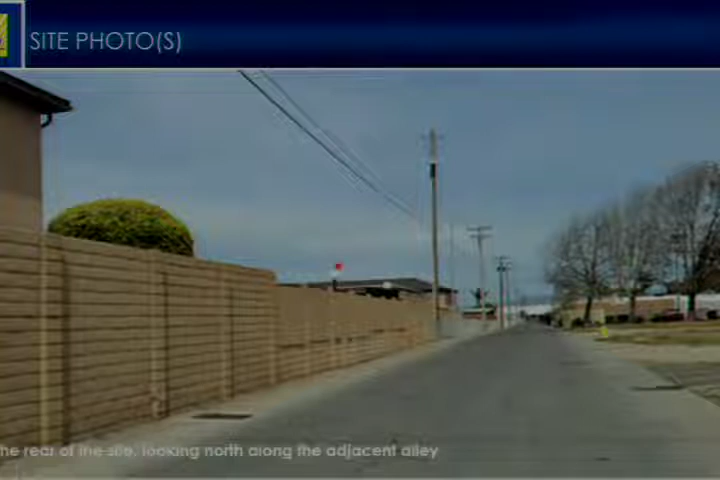 SITE PHOTO(S)
he rear of the site, looking north along the adjacent alley